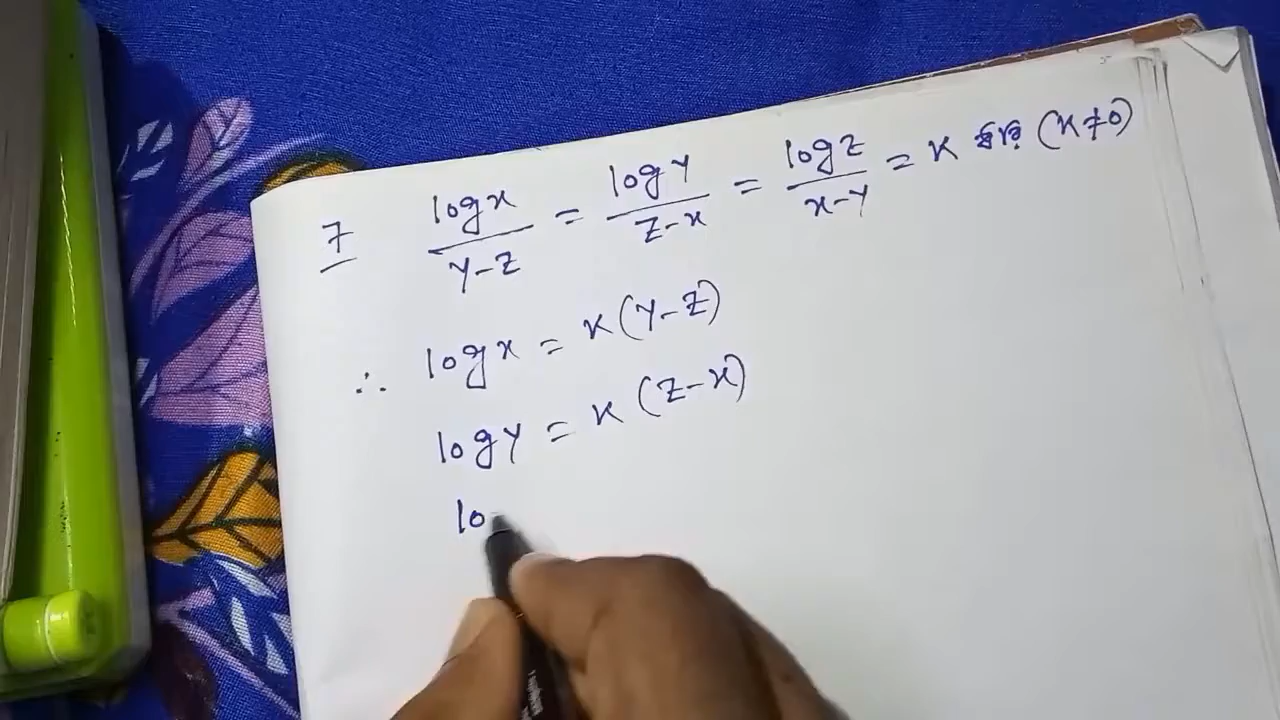 7 log x / y-z = log y / z-x = log z / x-y = K ধরি (K≠0)
∴ log x = K(y-z)
log y = K(z-x)
lo